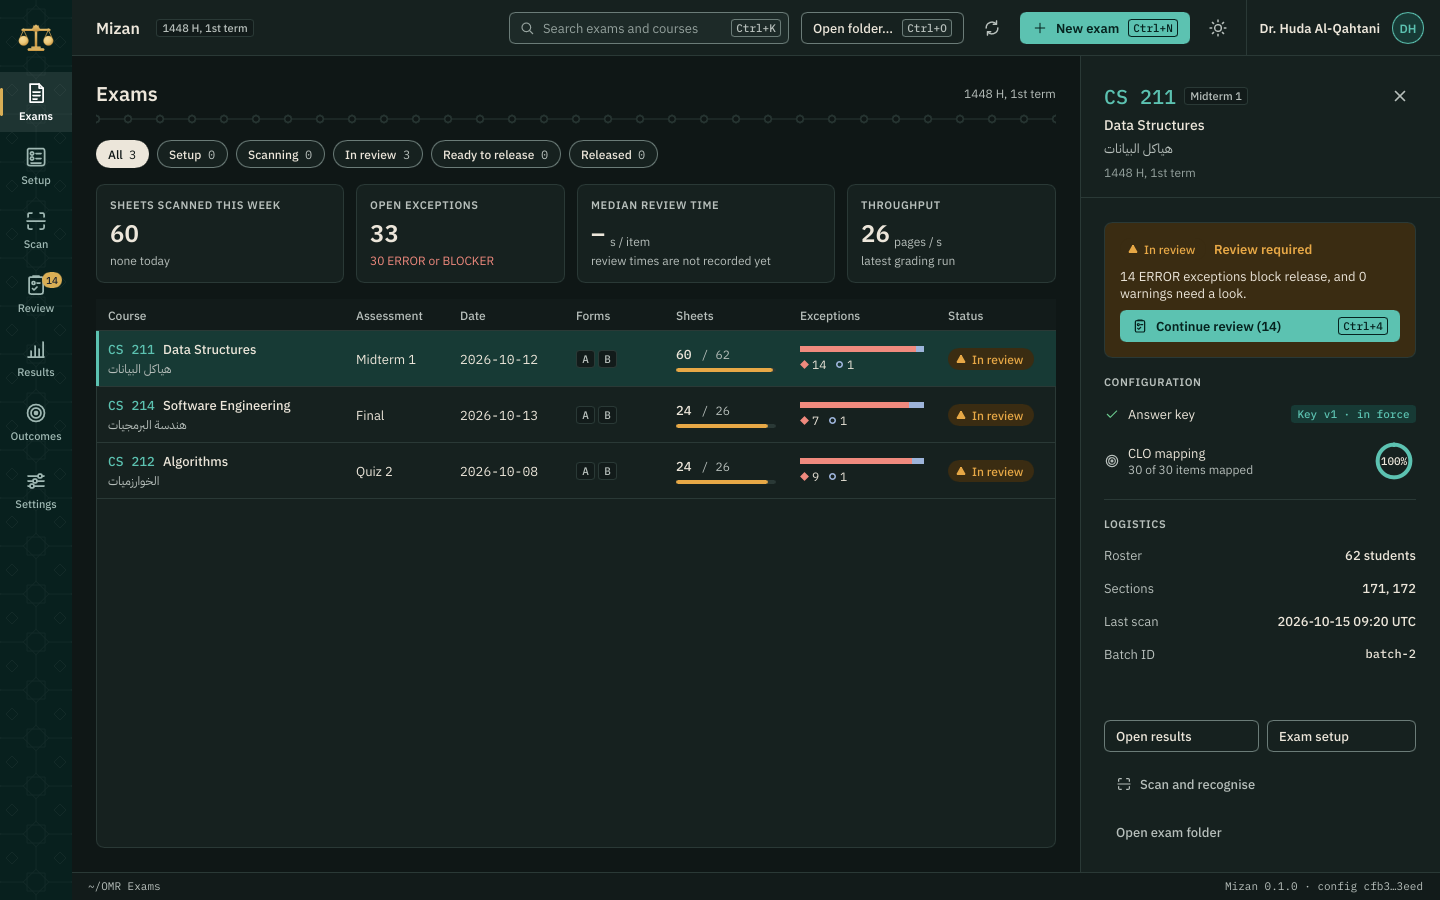 Mizan
1448 H, 1st term
Search exams and courses
Ctrl+K
Open folder...
Ctrl+O
New exam
Ctrl+N
Dr. Huda Al-Qahtani
DH
Exams
Setup
Scan
14
Review
Results
Outcomes
Settings
Exams
1448 H, 1st term
All 3
Setup 0
Scanning 0
In review 3
Ready to release 0
Released 0
SHEETS SCANNED THIS WEEK
60
none today
OPEN EXCEPTIONS
33
30 ERROR or BLOCKER
MEDIAN REVIEW TIME
– s / item
review times are not recorded yet
THROUGHPUT
26 pages / s
latest grading run
Course Assessment Date Forms Sheets Exceptions Status
CS 211 Data Structures
هياكل البيانات
Midterm 1
2026-10-12
A B
60 / 62
14 1
In review
CS 214 Software Engineering
هندسة البرمجيات
Final
2026-10-13
A B
24 / 26
7 1
In review
CS 212 Algorithms
الخوارزميات
Quiz 2
2026-10-08
A B
24 / 26
9 1
In review
CS 211 Midterm 1
Data Structures
هياكل البيانات
1448 H, 1st term
In review Review required
14 ERROR exceptions block release, and 0
warnings need a look.
Continue review (14) Ctrl+4
CONFIGURATION
Answer key
Key v1 · in force
CLO mapping
30 of 30 items mapped
100%
LOGISTICS
Roster 62 students
Sections 171, 172
Last scan 2026-10-15 09:20 UTC
Batch ID batch-2
Open results
Exam setup
Scan and recognise
Open exam folder
~/OMR Exams
Mizan 0.1.0 · config cfb3…3eed